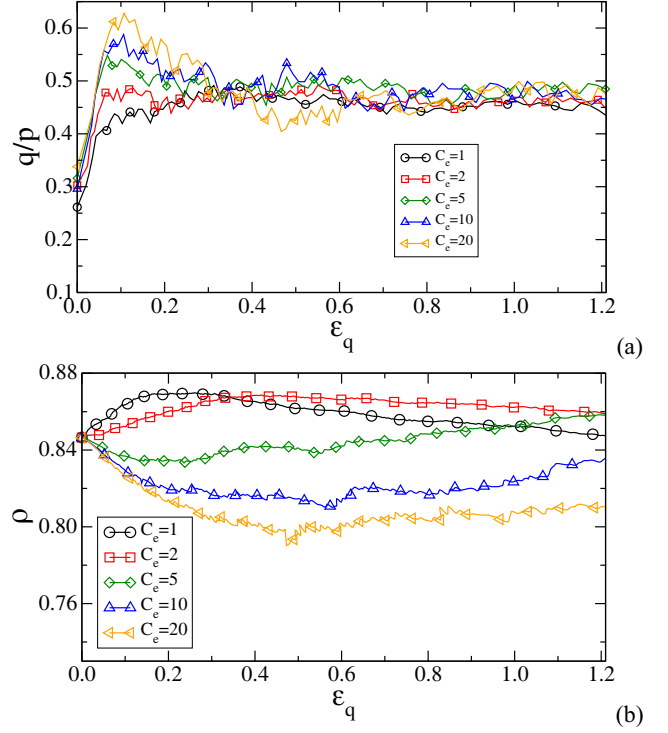 0.6
0.5
0.4
0.3
0.2
0.1
q/p
C_e=1
C_e=2
C_e=5
C_e=10
C_e=20
0.0 0.2 0.4 0.6 0.8 1.0 1.2
ε_q
(a)
0.88
0.84
0.80
0.76
ρ
C_e=1
C_e=2
C_e=5
C_e=10
C_e=20
0.0 0.2 0.4 0.6 0.8 1.0 1.2
ε_q
(b)